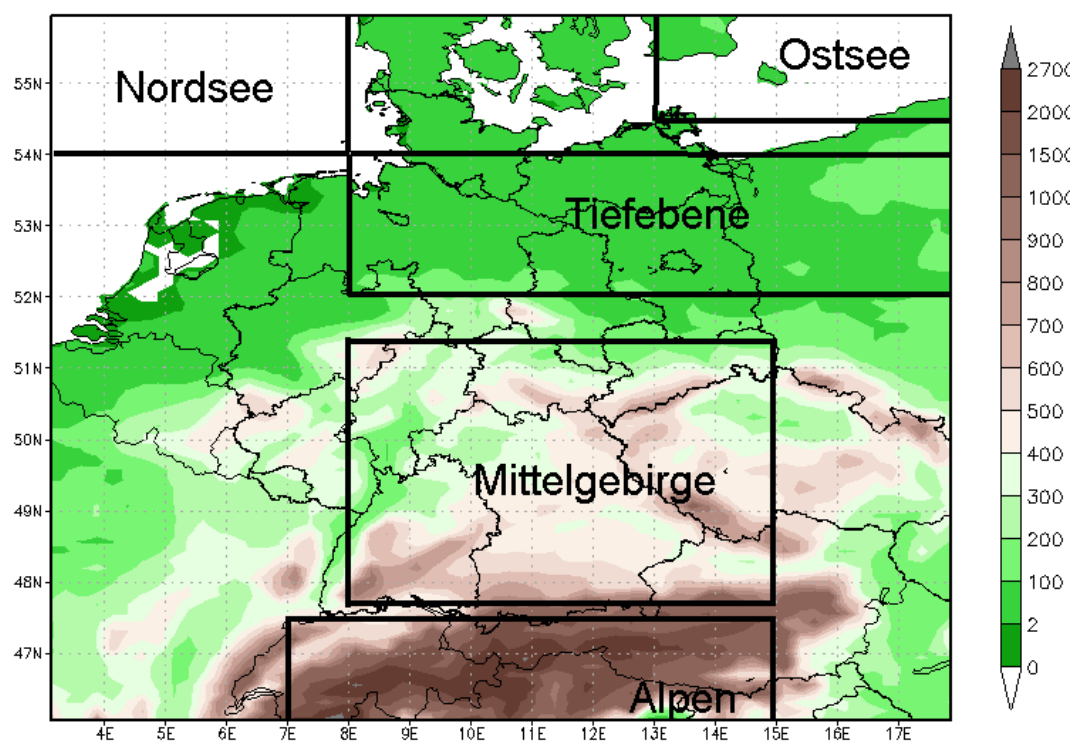 Nordsee
Ostsee
Tiefebene
Mittelgebirge
Alpen
55N
54N
53N
52N
51N
50N
49N
48N
47N
4E 5E 6E 7E 8E 9E 10E 11E 12E 13E 14E 15E 16E 17E
2700
2000
1500
1000
900
800
700
600
500
400
300
200
100
2
0